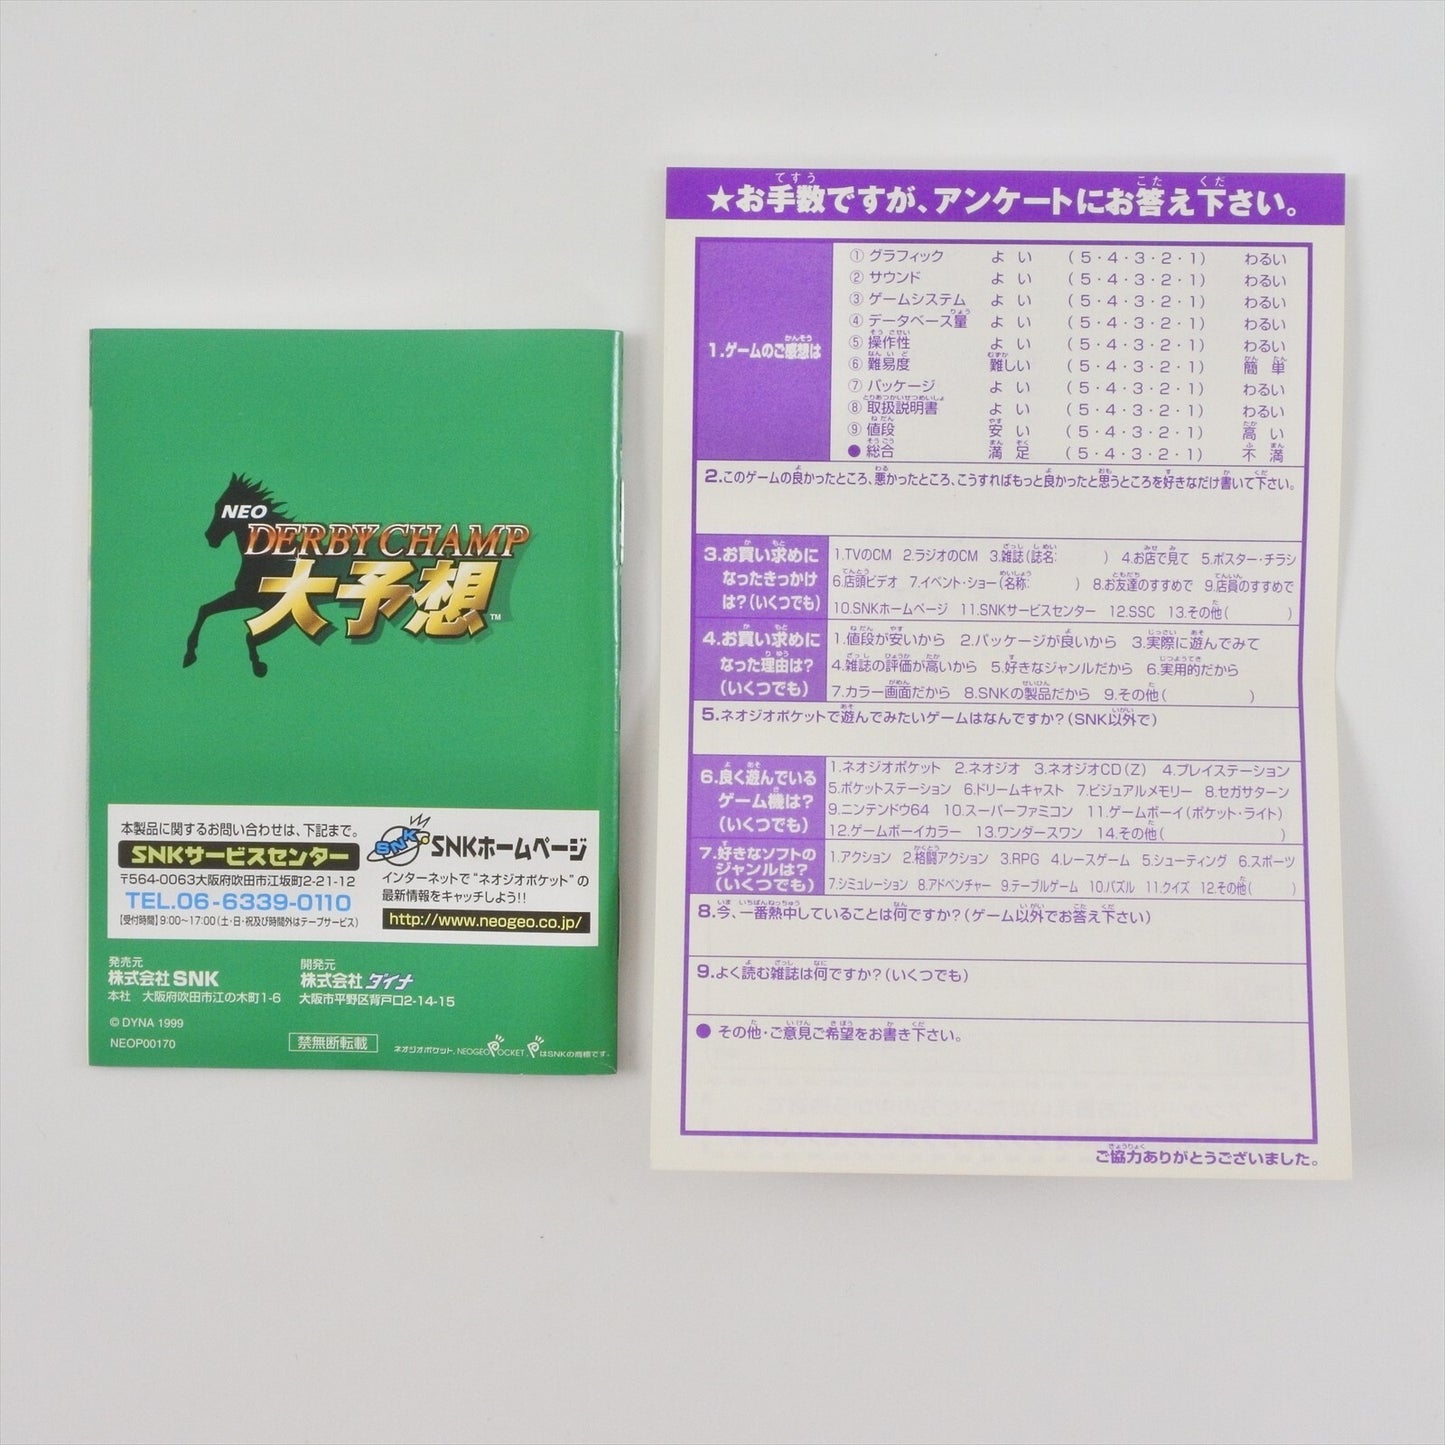 NEO
DERBY CHAMP
大予想™
本製品に関するお問い合わせは、下記まで。
SNKサービスセンター
〒564-0063大阪府吹田市江坂町2-21-12
TEL.06-6339-0110
[受付時間] 9:00〜17:00 (土・日・祝及び時間外はテープサービス)
SNK
SNKホームページ
インターネットで"ネオジオポケット"の
最新情報をキャッチしよう!!
http://www.neogeo.co.jp/
発売元
株式会社 SNK
本社 大阪府吹田市江の木町1-6
開発元
株式会社 ダイナ
大阪市平野区背戸口2-14-15
© DYNA 1999
NEOP00170
禁無断転載
ネオジオポケット, NEOGEO POCKET, P はSNKの商標です。
★お手数ですが、アンケートにお答え下さい。
1.ゲームのご感想は
① グラフィック よい (5・4・3・2・1) わるい
② サウンド よい (5・4・3・2・1) わるい
③ ゲームシステム よい (5・4・3・2・1) わるい
④ データベース量 よい (5・4・3・2・1) わるい
⑤ 操作性 よい (5・4・3・2・1) わるい
⑥ 難易度 難しい (5・4・3・2・1) 簡単
⑦ パッケージ よい (5・4・3・2・1) わるい
⑧ 取扱説明書 よい (5・4・3・2・1) わるい
⑨ 値段 安い (5・4・3・2・1) 高い
● 総合 満足 (5・4・3・2・1) 不満
2.このゲームの良かったところ、悪かったところ、こうすればもっと良かったと思うところを好きなだけ書いて下さい。
3.お買い求めに
なったきっかけ
は?(いくつでも)
1.TVのCM 2.ラジオのCM 3.雑誌(誌名: ) 4.お店で見て 5.ポスター・チラシ
6.店頭ビデオ 7.イベント・ショー(名称: ) 8.お友達のすすめで 9.店員のすすめで
10.SNKホームページ 11.SNKサービスセンター 12.SSC 13.その他( )
4.お買い求めに
なった理由は?
(いくつでも)
1.値段が安いから 2.パッケージが良いから 3.実際に遊んでみて
4.雑誌の評価が高いから 5.好きなジャンルだから 6.実用的だから
7.カラー画面だから 8.SNKの製品だから 9.その他( )
5.ネオジオポケットで遊んでみたいゲームはなんですか?(SNK以外で)
6.良く遊んでいる
ゲーム機は?
(いくつでも)
1.ネオジオポケット 2.ネオジオ 3.ネオジオCD(Z) 4.プレイステーション
5.ポケットステーション 6.ドリームキャスト 7.ビジュアルメモリー 8.セガサターン
9.ニンテンドウ64 10.スーパーファミコン 11.ゲームボーイ(ポケット・ライト)
12.ゲームボーイカラー 13.ワンダースワン 14.その他( )
7.好きなソフトの
ジャンルは?
(いくつでも)
1.アクション 2.格闘アクション 3.RPG 4.レースゲーム 5.シューティング 6.スポーツ
7.シミュレーション 8.アドベンチャー 9.テーブルゲーム 10.パズル 11.クイズ 12.その他( )
8.今、一番熱中していることは何ですか?(ゲーム以外でお答え下さい)
9.よく読む雑誌は何ですか?(いくつでも)
● その他・ご意見ご希望をお書き下さい。
ご協力ありがとうございました。